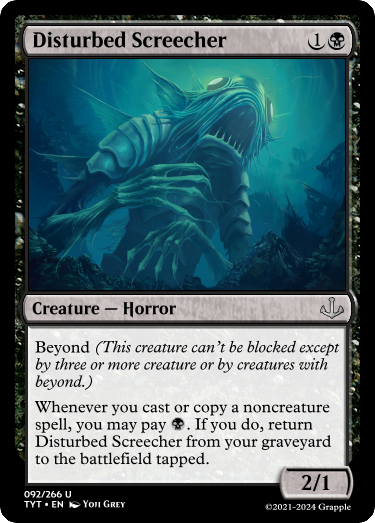 Disturbed Screecher 1
Creature — Horror
Beyond (This creature can't be blocked except
by three or more creature or by creatures with
beyond.)
Whenever you cast or copy a noncreature
spell, you may pay . If you do, return
Disturbed Screecher from your graveyard
to the battlefield tapped.
2/1
092/266 U
TYT • EN Yoji Grey
©2021-2024 Grapple